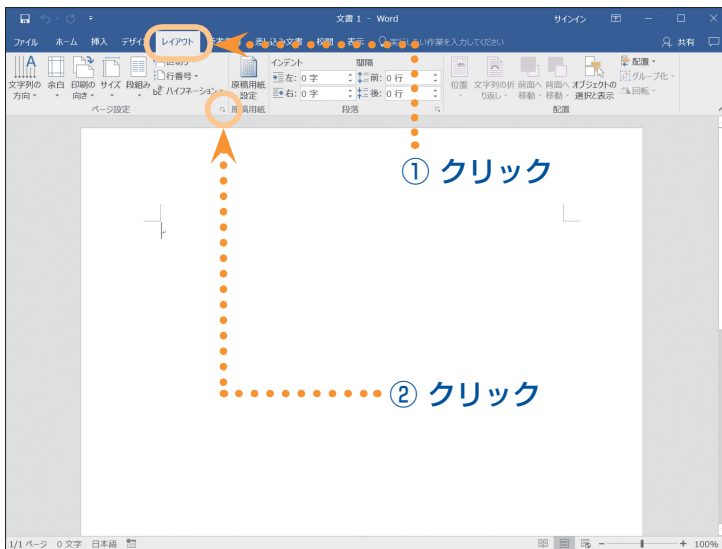 文書 1 - Word
サインイン
ファイル ホーム 挿入 デザイン レイアウト 差し込み文書 校閲 表示 実行したい作業を入力してください 共有
文字列の方向 余白 印刷の向き サイズ 段組み
区切り
行番号
ハイフネーション
原稿用紙設定
インデント 間隔
左: 0 字 前: 0 行
右: 0 字 後: 0 行
位置 文字列の折り返し 前面へ移動 背面へ移動 オブジェクトの選択と表示
配置
グループ化
回転
ページ設定 原稿用紙 段落 配置
① クリック
② クリック
1/1 ページ 0 文字 日本語 100%